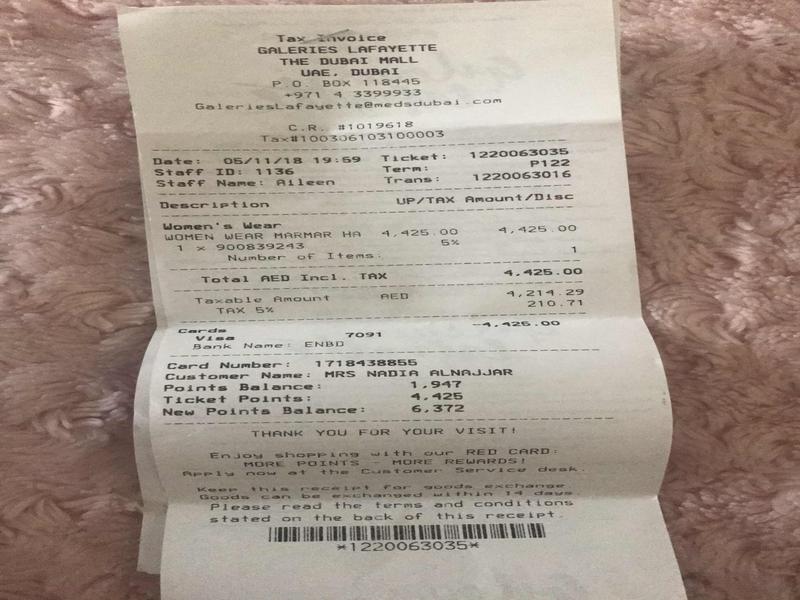 Tax Invoice
GALERIES LAFAYETTE
THE DUBAI MALL
UAE, DUBAI
P.O. BOX 118445
+971 4 3399933
GaleriesLafayette@medsdubai.com
C.R. #1019618
Tax#100306103100003
Date: 05/11/18 19:59 Ticket: 1220063035
Staff ID: 1136 Term: P122
Staff Name: Aileen Trans: 1220063016
Description UP/TAX Amount/Disc
Women's Wear
WOMEN WEAR MARMAR HA 4,425.00 4,425.00
1 x 900839243 5%
Number of Items: 1
Total AED Incl. TAX 4,425.00
Taxable Amount AED 4,214.29
TAX 5% 210.71
Cards -4,425.00
Visa 7091
Bank Name: ENBD
Card Number: 1718438855
Customer Name: MRS NADIA ALNAJJAR
Points Balance: 1,947
Ticket Points: 4,425
New Points Balance: 6,372
THANK YOU FOR YOUR VISIT!
Enjoy shopping with our RED CARD:
MORE POINTS - MORE REWARDS!
Apply now at the Customer Service desk.
Keep this receipt for goods exchange.
Goods can be exchanged within 14 days.
Please read the terms and conditions
stated on the back of this receipt.
*1220063035*